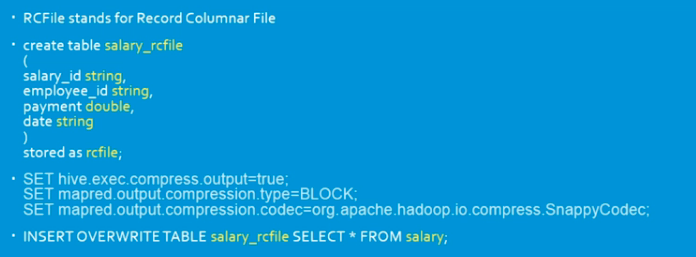 • RCFile stands for Record Columnar File
• create table salary_rcfile
(
salary_id string,
employee_id string,
payment double,
date string
)
stored as rcfile;
• SET hive.exec.compress.output=true;
SET mapred.output.compression.type=BLOCK;
SET mapred.output.compression.codec=org.apache.hadoop.io.compress.SnappyCodec;
• INSERT OVERWRITE TABLE salary_rcfile SELECT * FROM salary;